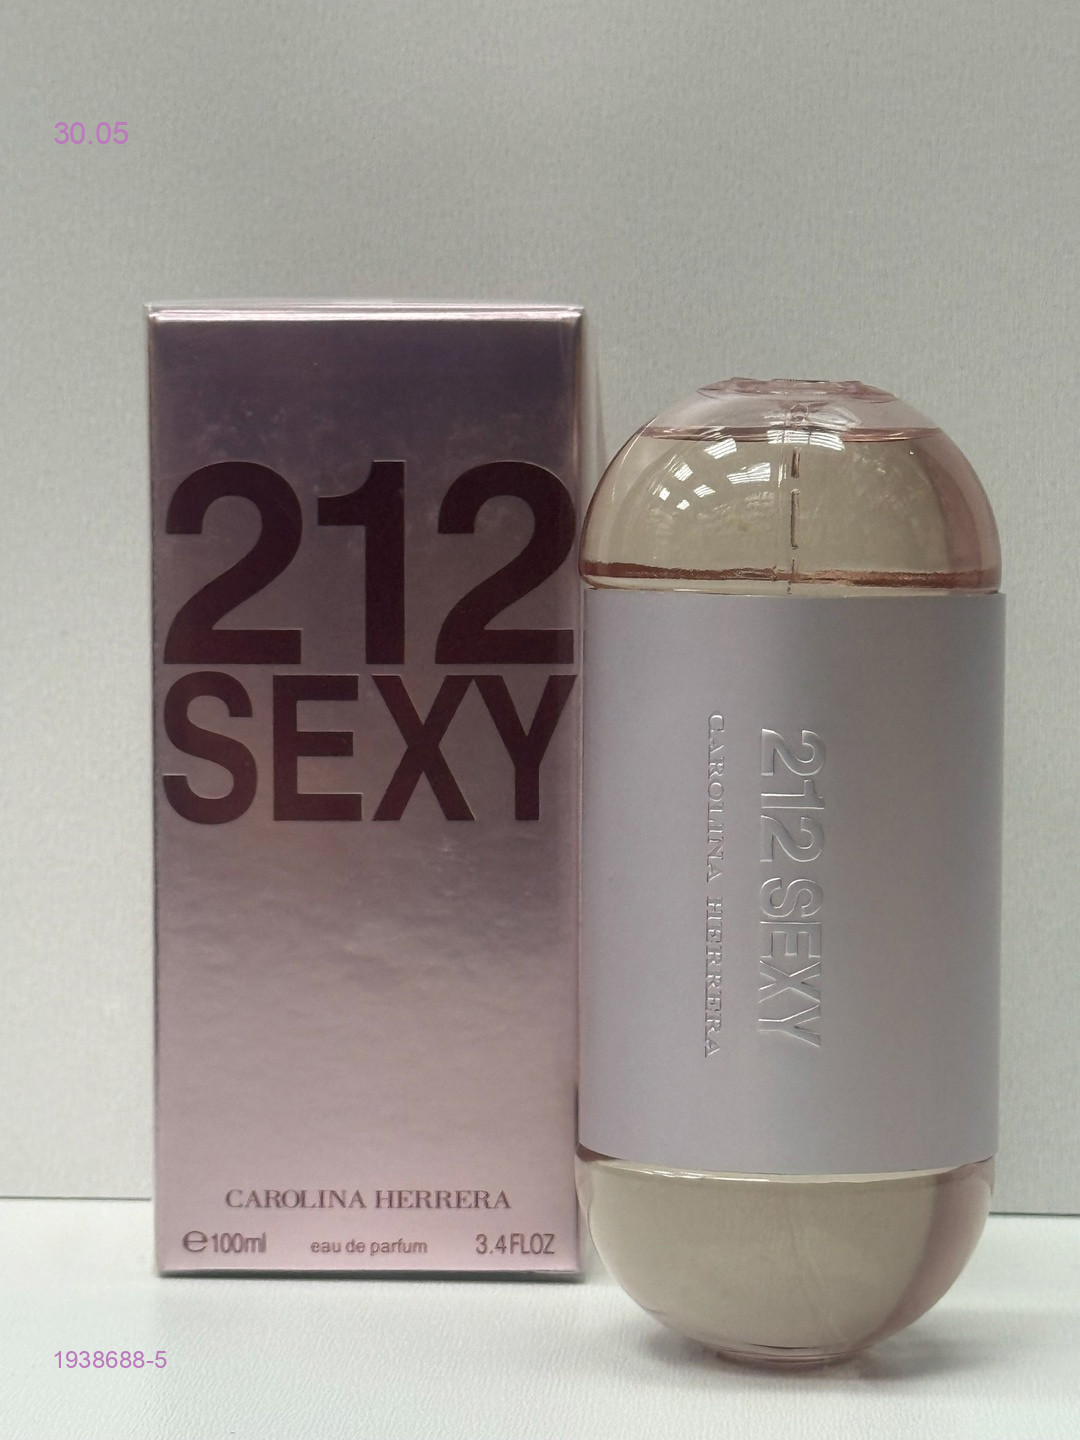 30.05
212
SEXY
CAROLINA HERRERA
℮100ml eau de parfum 3.4 FL OZ
212 SEXY
CAROLINA HERRERA
1938688-5